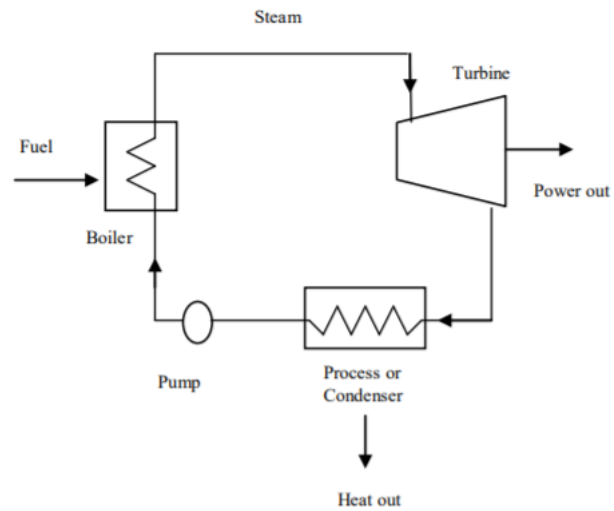 Steam
Turbine
Fuel
Power out
Boiler
Process or
Condenser
Pump
Heat out